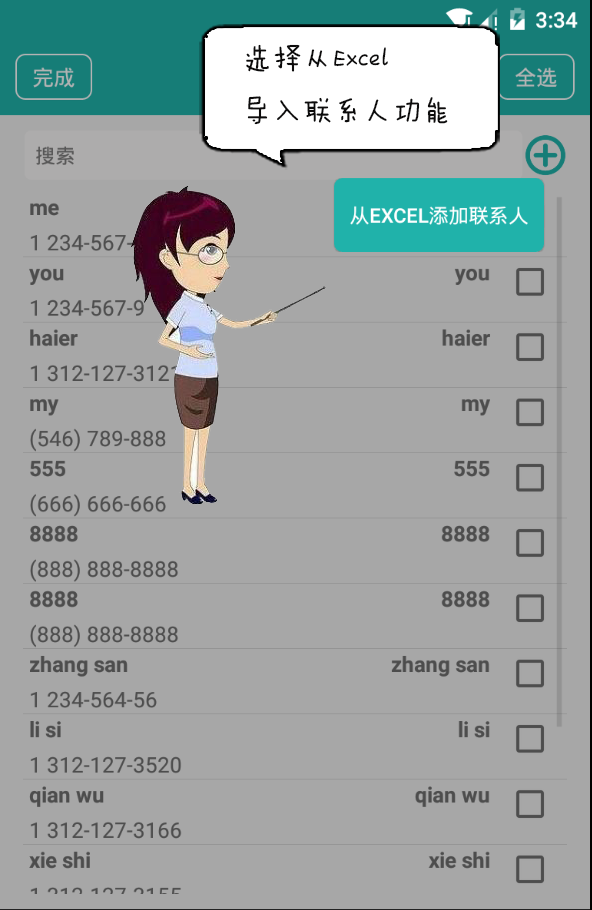 3:34
完成
选择从Excel
导入联系人功能
全选
搜索
从EXCEL添加联系人
me
1 234-567-
you you
1 234-567-9
haier haier
1 312-127-312
my my
(546) 789-888
555 555
(666) 666-666
8888 8888
(888) 888-8888
8888 8888
(888) 888-8888
zhang san zhang san
1 234-564-56
li si li si
1 312-127-3520
qian wu qian wu
1 312-127-3166
xie shi xie shi
1 312-127-3155